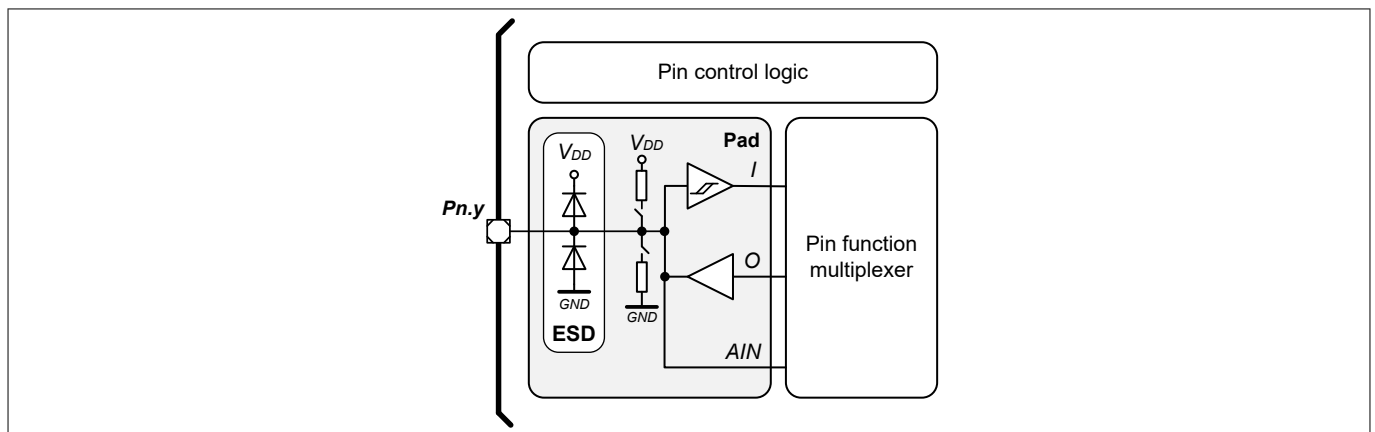 Pin control logic
Pad
VDD
VDD
I
Pn.y
Pin function
multiplexer
O
GND
GND
ESD
AIN